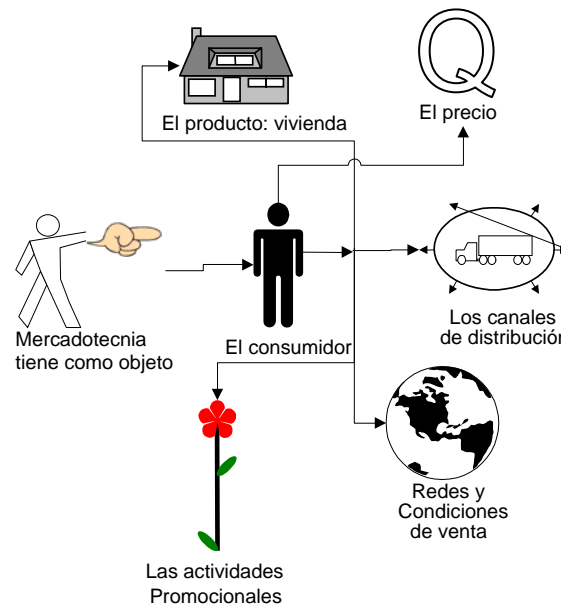 Q
El producto: vivienda
El precio
Mercadotecnia
tiene como objeto
El consumidor
Los canales
de distribución
Redes y
Condiciones
de venta
Las actividades
Promocionales